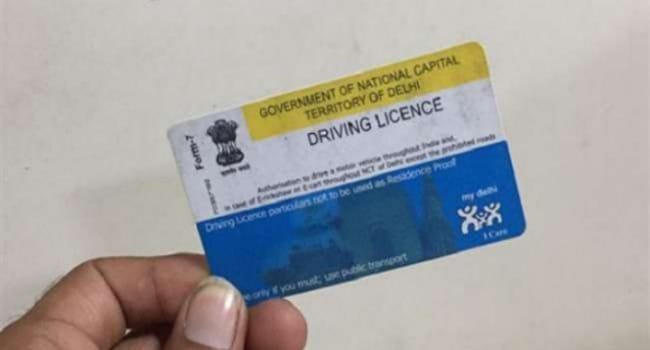 GOVERNMENT OF NATIONAL CAPITAL
TERRITORY OF DELHI
DRIVING LICENCE
Form-7
Authorisation to drive a motor vehicle throughout India and,
in case of E-rickshaw or E-cart throughout NCT of Delhi except the prohibited roads
Driving Licence particulars not to be used as Residence Proof
my delhi
I Care
only if you must; use public transport